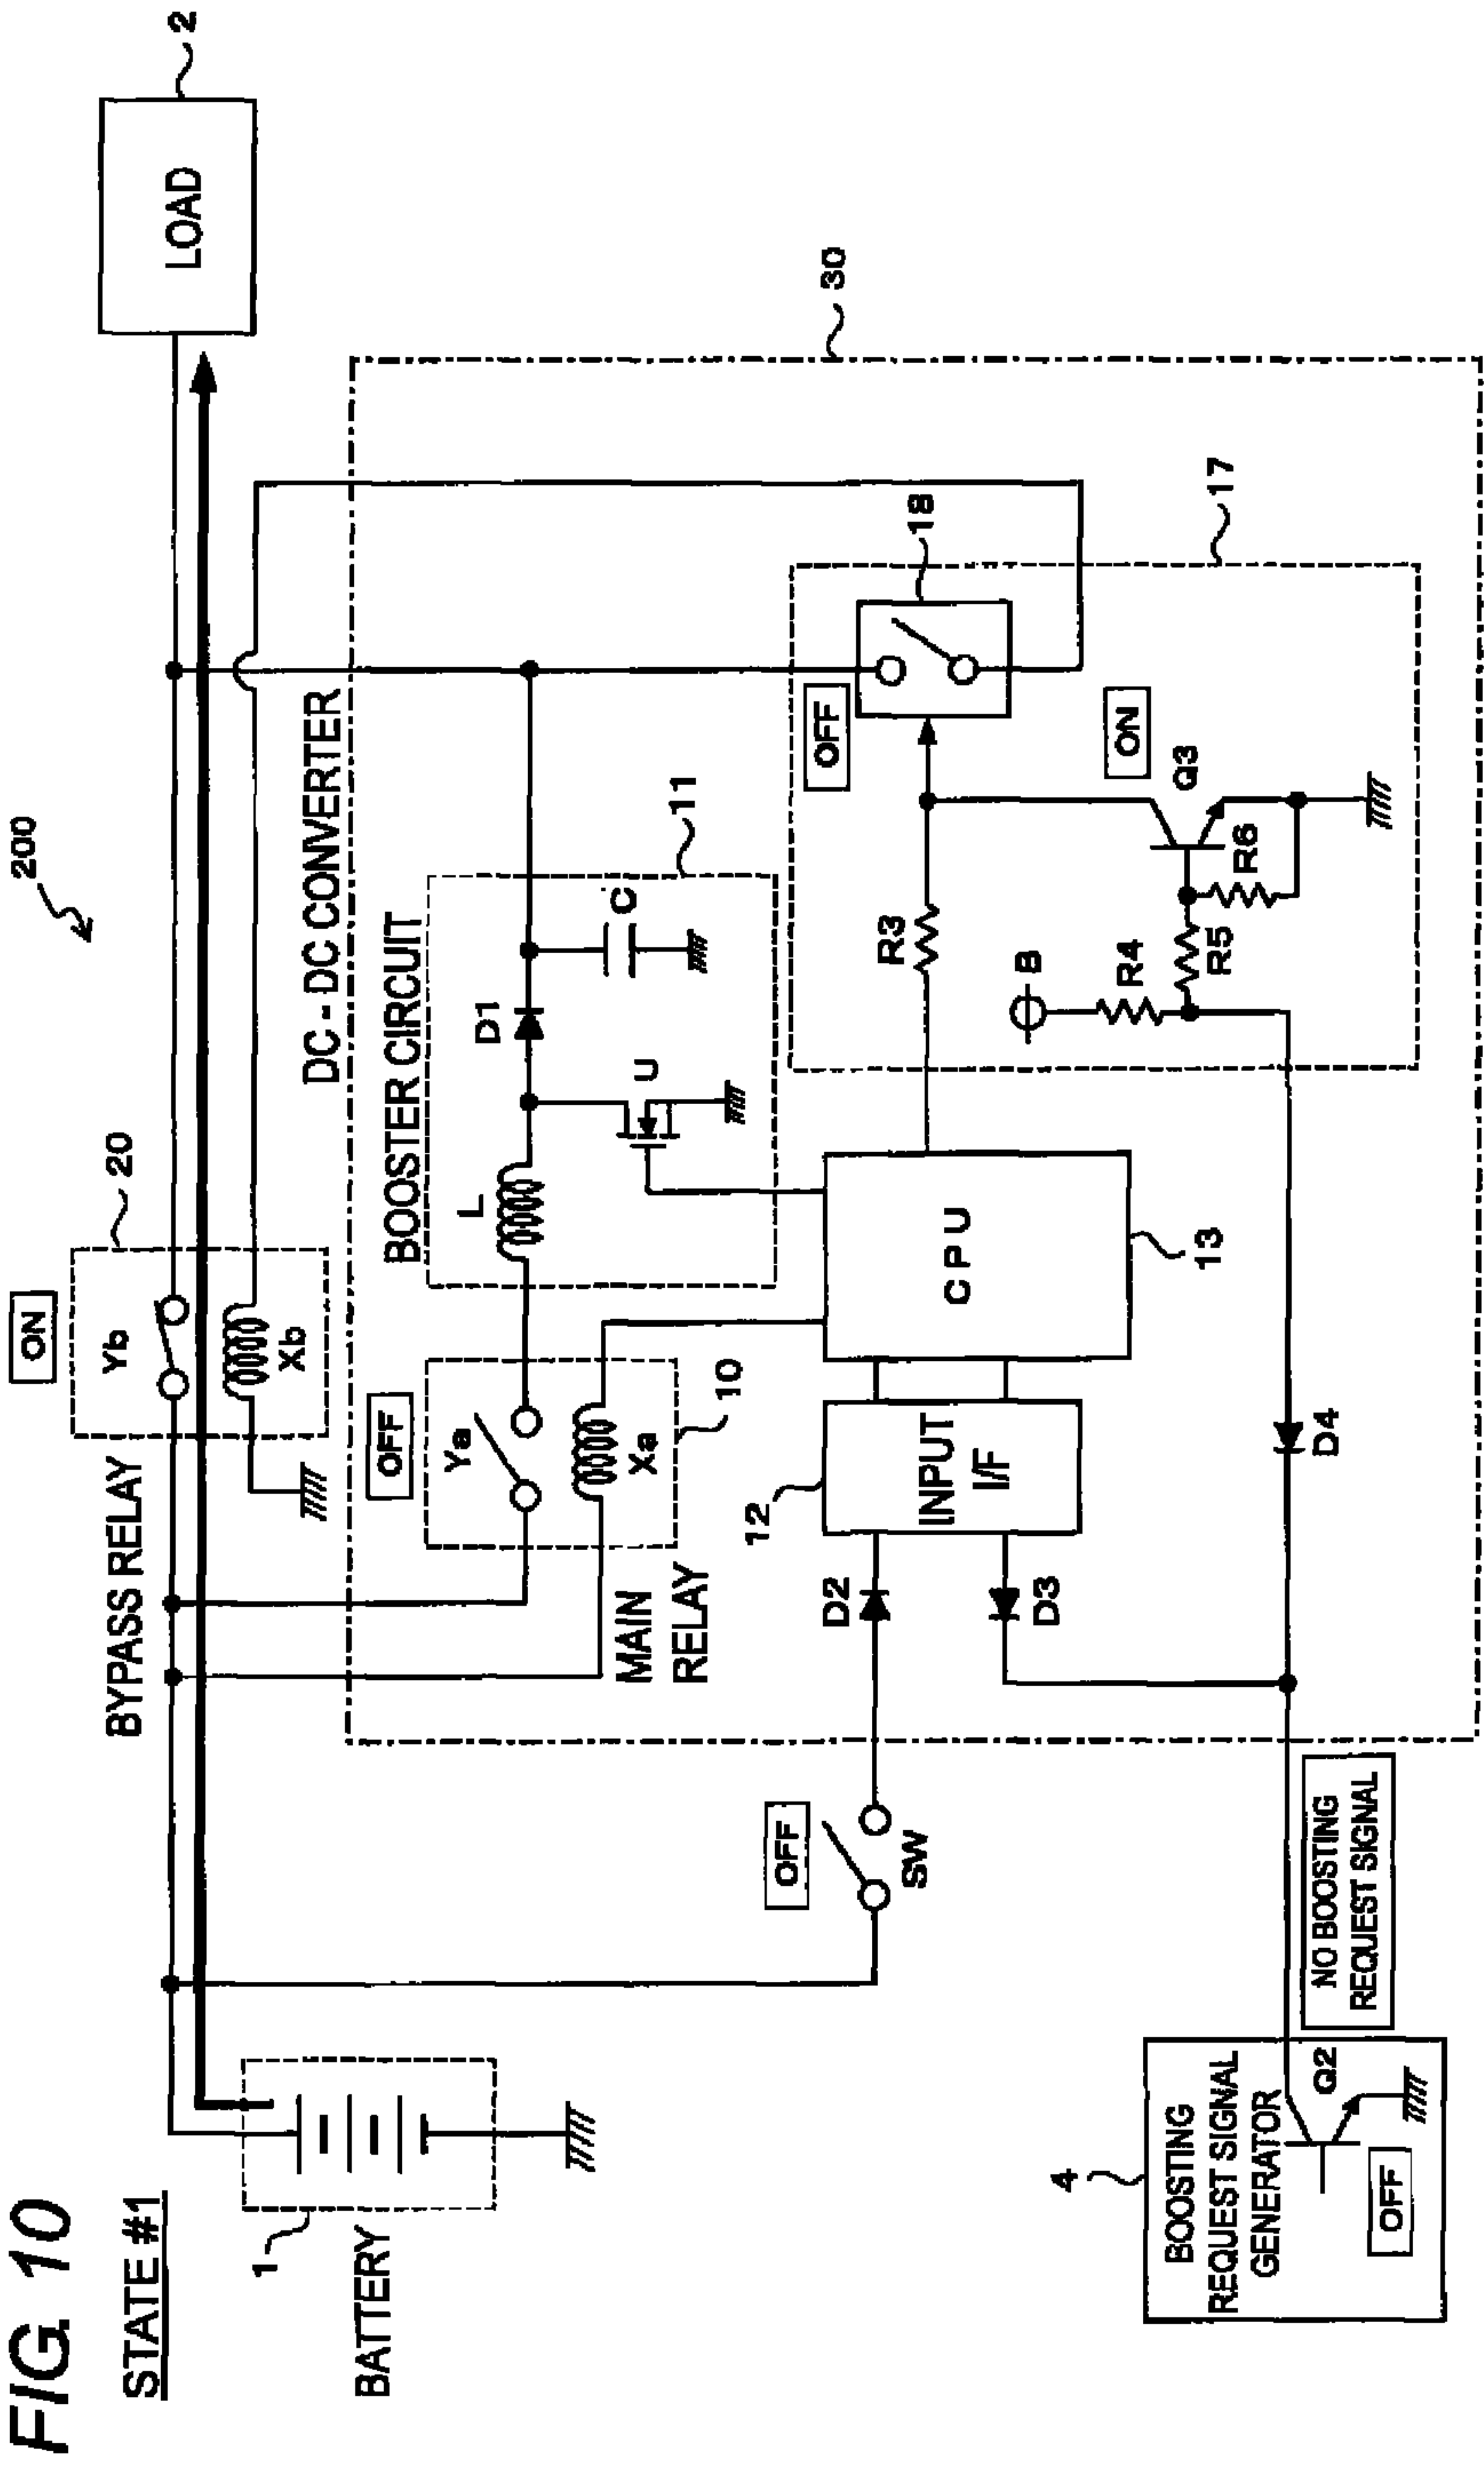 FIG. 10
STATE #1
200
BYPASS RELAY
20
ON
Yb
Xb
LOAD
2
BATTERY
1
DC - DC CONVERTER
30
BOOSTER CIRCUIT
11
L
D1
U
C
OFF
Ya
Xa
10
MAIN
RELAY
OFF
SW
D2
D3
12
INPUT
I/F
CPU
13
R3
OFF
18
17
B
R4
R5
R6
ON
Q3
D4
4
BOOSTING
REQUEST SIGNAL
GENERATOR
OFF
Q2
NO BOOSTING
REQUEST SIGNAL